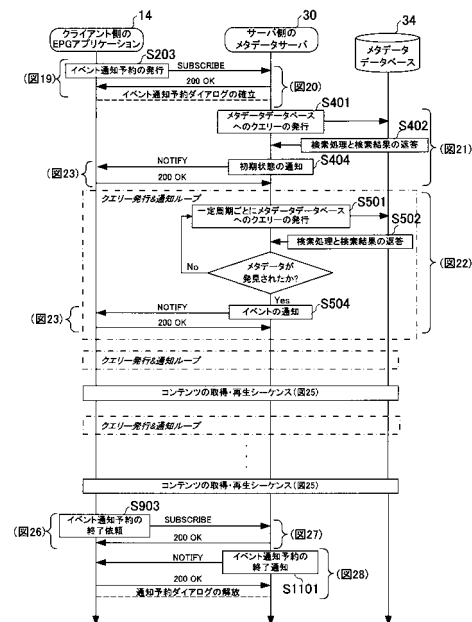 14
30
34
クライアント側の
EPGアプリケーション
サーバ側の
メタデータサーバ
メタデータ
データベース
S203
イベント通知予約の発行
SUBSCRIBE
200 OK
イベント通知予約ダイアログの確立
(図19)
(図20)
S401
メタデータデータベース
へのクエリーの発行
S402
検索処理と検索結果の返答
(図21)
NOTIFY
S404
初期状態の通知
200 OK
(図23)
クエリー発行&通知ループ
S501
一定周期ごとにメタデータデータベース
へのクエリーの発行
S502
検索処理と検索結果の返答
(図22)
No
メタデータが
発見されたか?
Yes
S504
NOTIFY
イベントの通知
200 OK
(図23)
クエリー発行&通知ループ
コンテンツの取得・再生シーケンス(図25)
クエリー発行&通知ループ
コンテンツの取得・再生シーケンス(図25)
S903
イベント通知予約の
終了依頼
SUBSCRIBE
200 OK
(図26)
(図27)
NOTIFY
イベント通知予約の
終了通知
200 OK
S1101
(図28)
通知予約ダイアログの解放